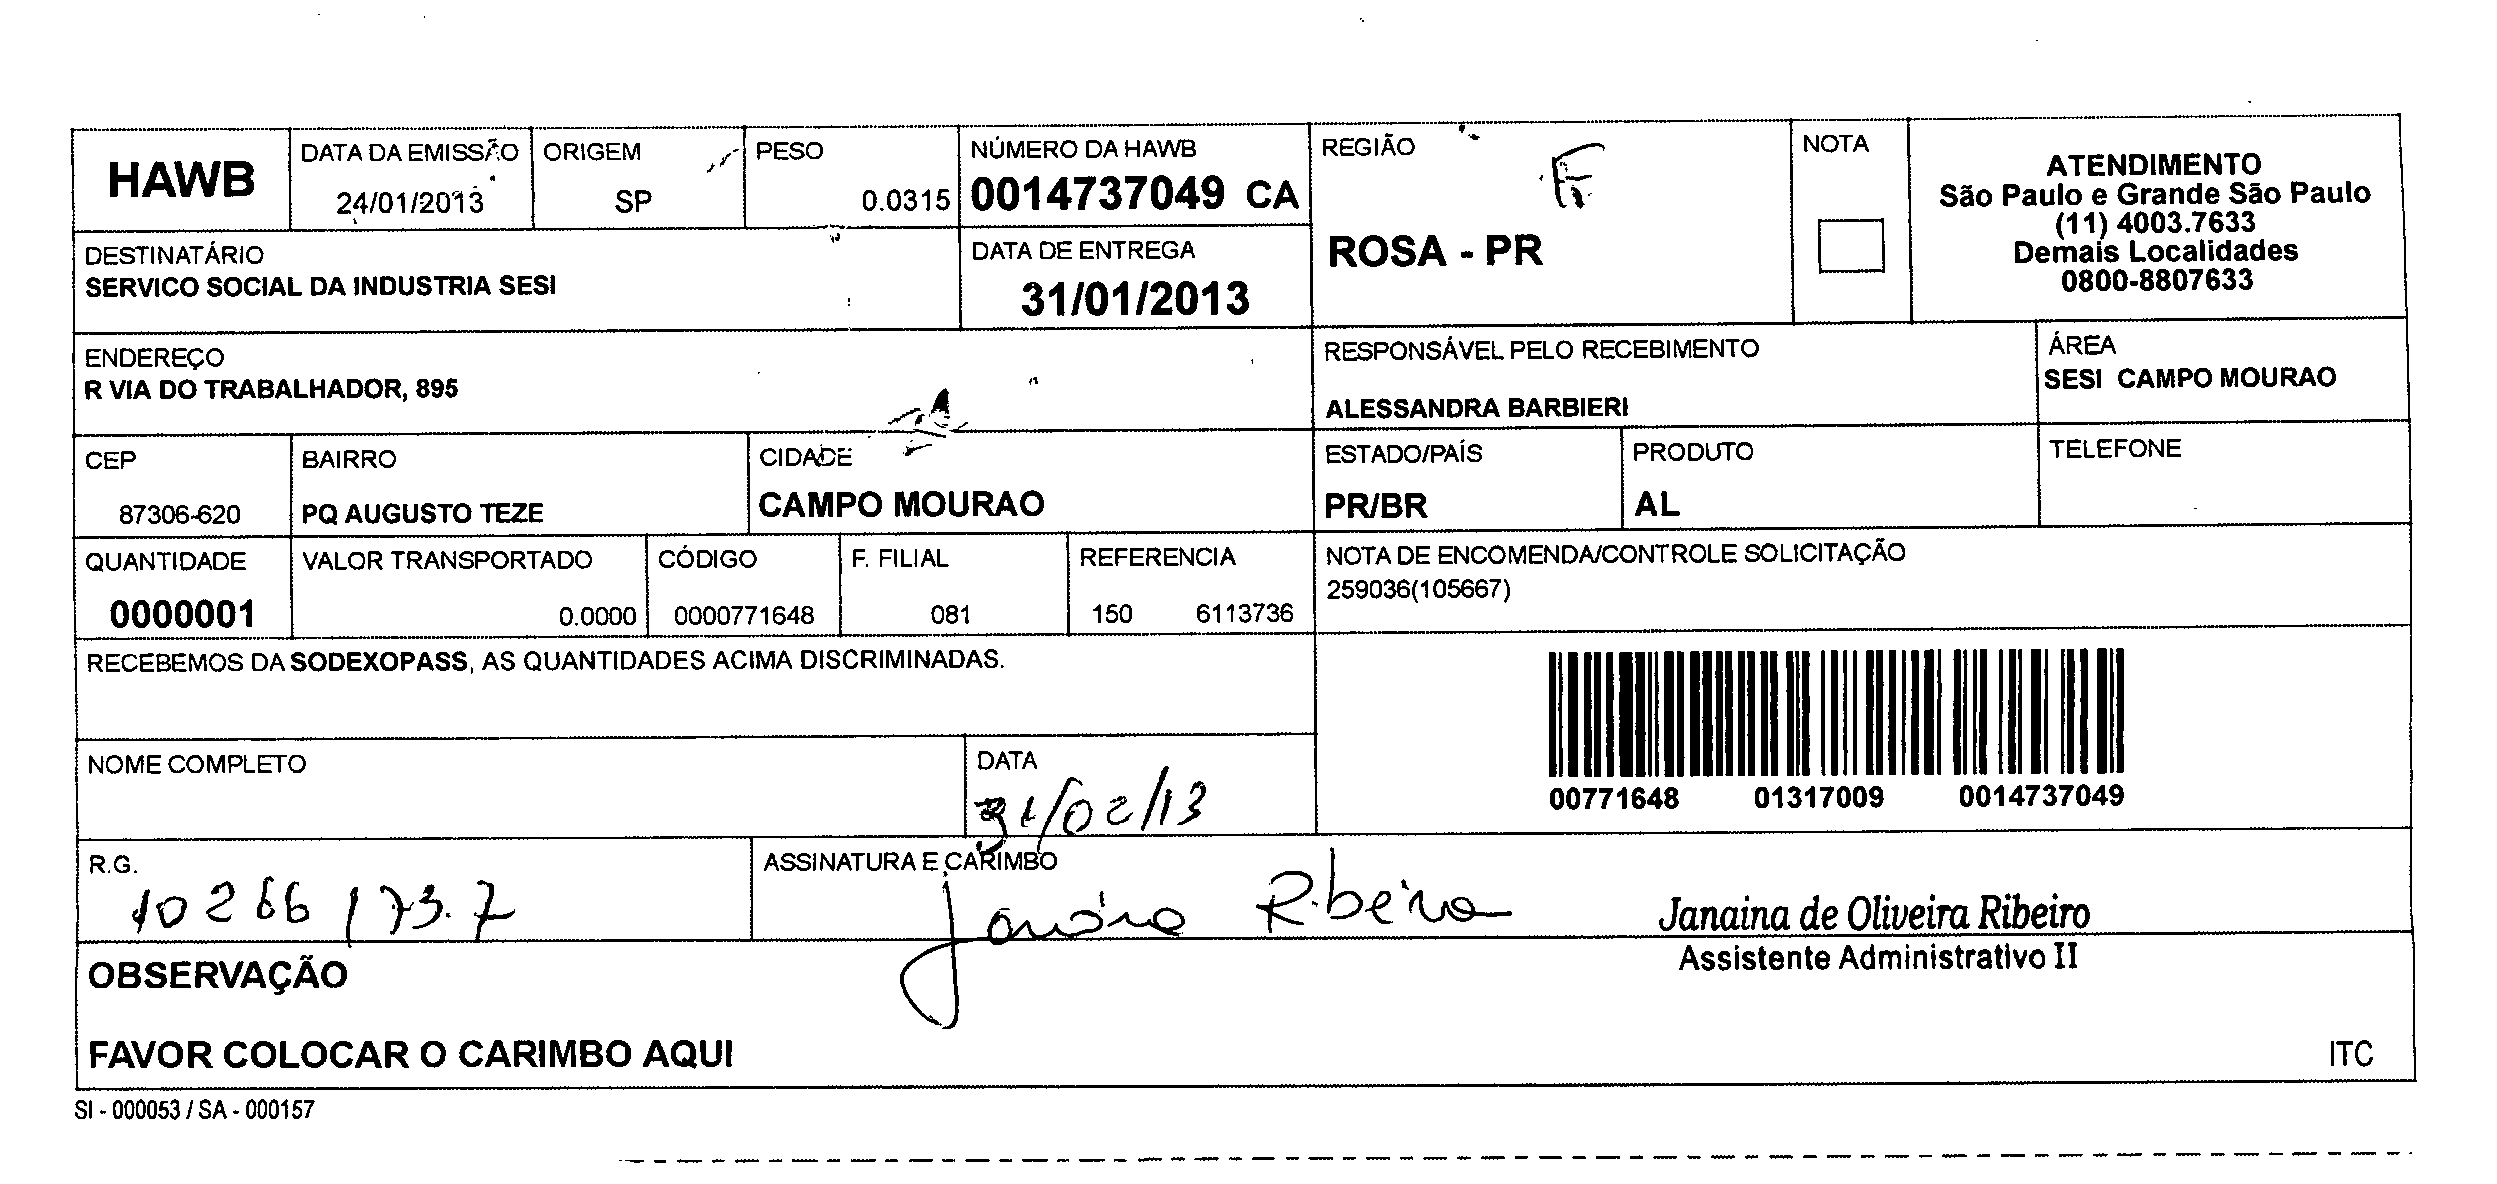 HAWB
DATA DA EMISSÃO
24/01/2013
ORIGEM
SP
PESO
0.0315
NÚMERO DA HAWB
0014737049 CA
REGIÃO
F
ROSA - PR
NOTA
ATENDIMENTO
São Paulo e Grande São Paulo
(11) 4003.7633
Demais Localidades
0800-8807633
DESTINATÁRIO
SERVICO SOCIAL DA INDUSTRIA SESI
DATA DE ENTREGA
31/01/2013
ENDEREÇO
R VIA DO TRABALHADOR, 895
RESPONSÁVEL PELO RECEBIMENTO
ALESSANDRA BARBIERI
ÁREA
SESI CAMPO MOURAO
CEP
87306-620
BAIRRO
PQ AUGUSTO TEZE
CIDADE
CAMPO MOURAO
ESTADO/PAÍS
PR/BR
PRODUTO
AL
TELEFONE
QUANTIDADE
0000001
VALOR TRANSPORTADO
0.0000
CÓDIGO
0000771648
F. FILIAL
081
REFERENCIA
150 6113736
NOTA DE ENCOMENDA/CONTROLE SOLICITAÇÃO
259036(105667)
RECEBEMOS DA SODEXOPASS, AS QUANTIDADES ACIMA DISCRIMINADAS.
00771648 01317009 0014737049
NOME COMPLETO
DATA
31/02/13
R.G.
10266173.7
ASSINATURA E CARIMBO
Janaina Ribeiro
Janaina de Oliveira Ribeiro
Assistente Administrativo II
OBSERVAÇÃO
FAVOR COLOCAR O CARIMBO AQUI
ITC
SI - 000053 / SA - 000157